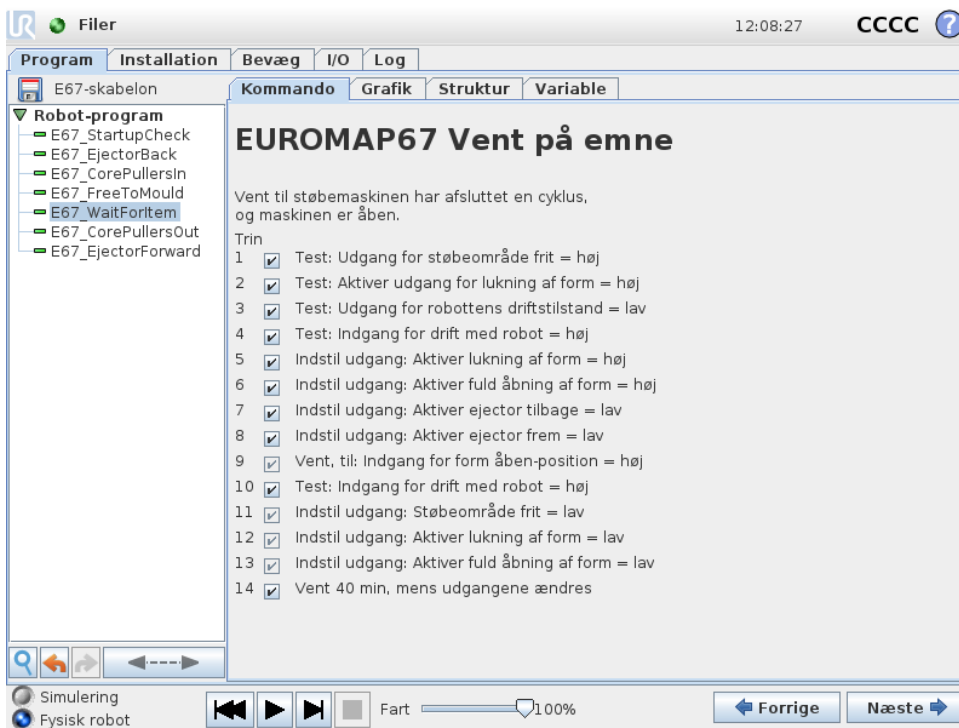 UR Filer 12:08:27 CCCC ?
Program Installation Bevæg I/O Log
E67-skabelon
Kommando Grafik Struktur Variable
Robot-program
E67_StartupCheck
E67_EjectorBack
E67_CorePullersIn
E67_FreeToMould
E67_WaitForItem
E67_CorePullersOut
E67_EjectorForward
EUROMAP67 Vent på emne
Vent til støbemaskinen har afsluttet en cyklus,
og maskinen er åben.
Trin
1 Test: Udgang for støbeområde frit = høj
2 Test: Aktiver udgang for lukning af form = høj
3 Test: Udgang for robottens driftstilstand = lav
4 Test: Indgang for drift med robot = høj
5 Indstil udgang: Aktiver lukning af form = høj
6 Indstil udgang: Aktiver fuld åbning af form = høj
7 Indstil udgang: Aktiver ejector tilbage = lav
8 Indstil udgang: Aktiver ejector frem = lav
9 Vent, til: Indgang for form åben-position = høj
10 Test: Indgang for drift med robot = høj
11 Indstil udgang: Støbeområde frit = lav
12 Indstil udgang: Aktiver lukning af form = lav
13 Indstil udgang: Aktiver fuld åbning af form = lav
14 Vent 40 min, mens udgangene ændres
Simulering
Fysisk robot
Fart 100%
Forrige
Næste